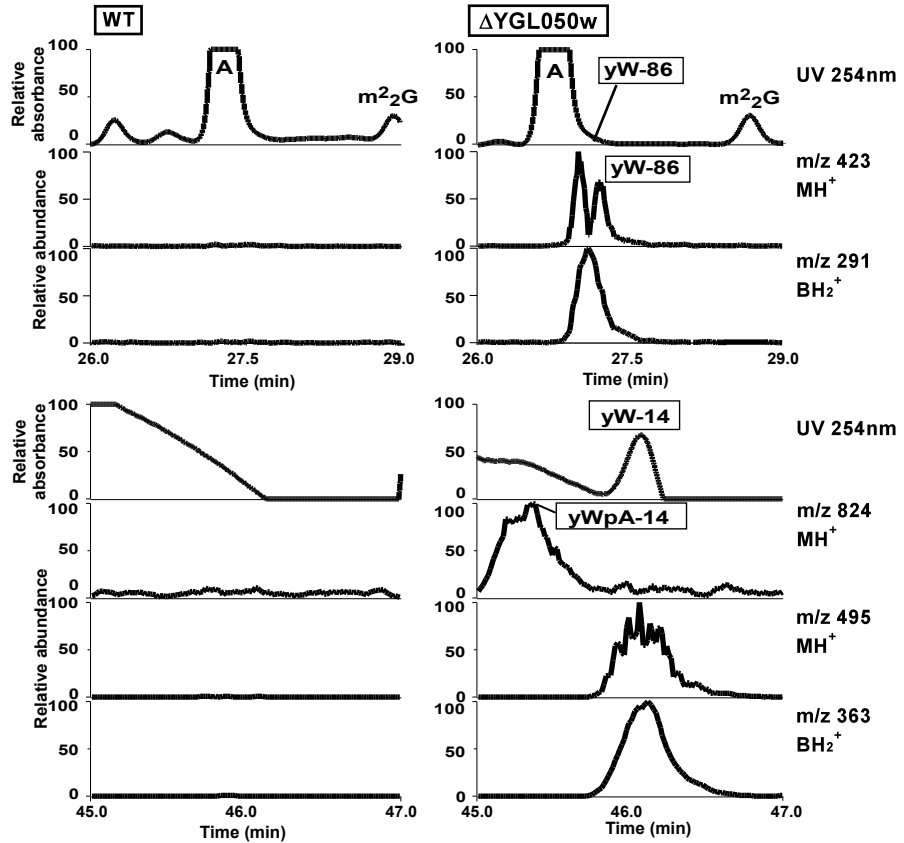 WT
ΔYGL050w
Relative absorbance
100
50
0
A
m²₂G
100
50
0
A
yW-86
m²₂G
UV 254nm
Relative abundance
100
50
0
100
50
0
yW-86
m/z 423
MH⁺
100
50
0
100
50
0
m/z 291
BH₂⁺
26.0
27.5
29.0
Time (min)
26.0
27.5
29.0
Time (min)
Relative absorbance
100
50
0
100
50
0
yW-14
UV 254nm
Relative abundance
100
50
0
100
50
0
yWpA-14
m/z 824
MH⁺
100
50
0
100
50
0
m/z 495
MH⁺
100
50
0
100
50
0
m/z 363
BH₂⁺
45.0
46.0
47.0
Time (min)
45.0
46.0
47.0
Time (min)